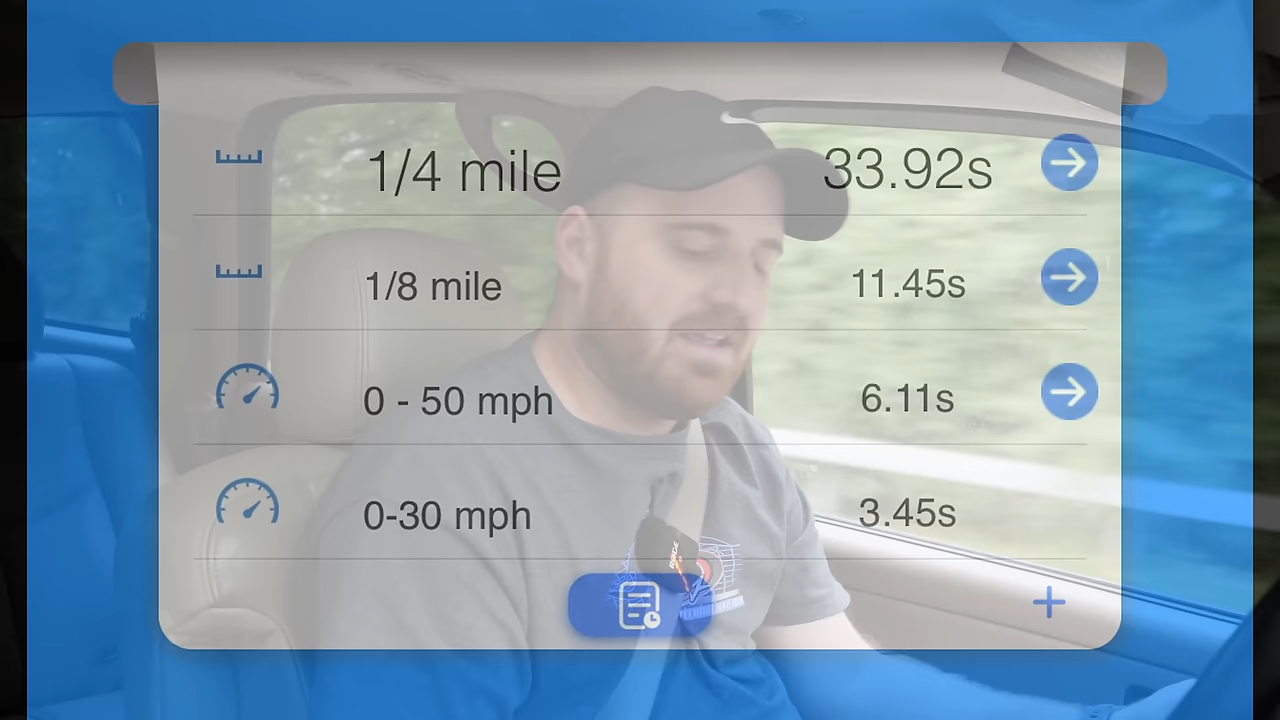 1/4 mile 33.92s
1/8 mile 11.45s
0 - 50 mph 6.11s
0-30 mph 3.45s